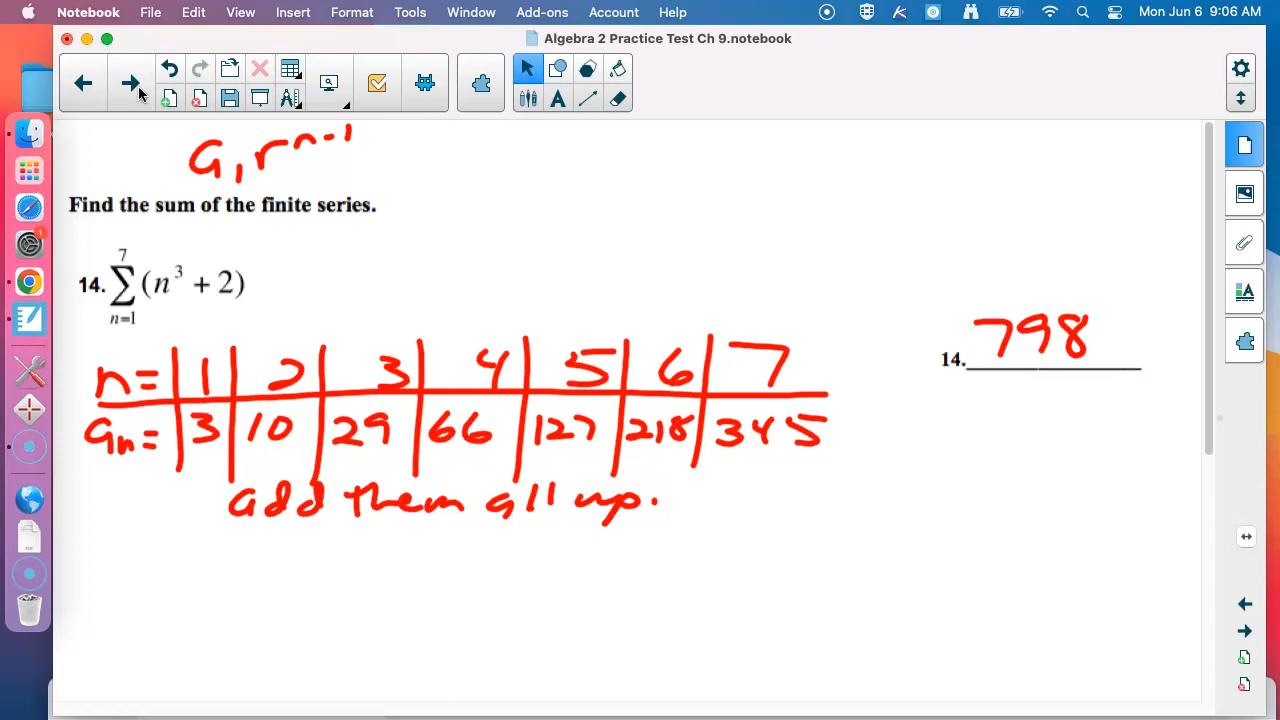 Notebook File Edit View Insert Format Tools Window Add-ons Account Help Mon Jun 6 9:06 AM
Algebra 2 Practice Test Ch 9.notebook
a₁rⁿ⁻¹
Find the sum of the finite series.
7
14. ∑(n³ + 2)
n=1
14. 798
n= 1 2 3 4 5 6 7
aₙ= 3 10 29 66 127 218 345
add them all up.